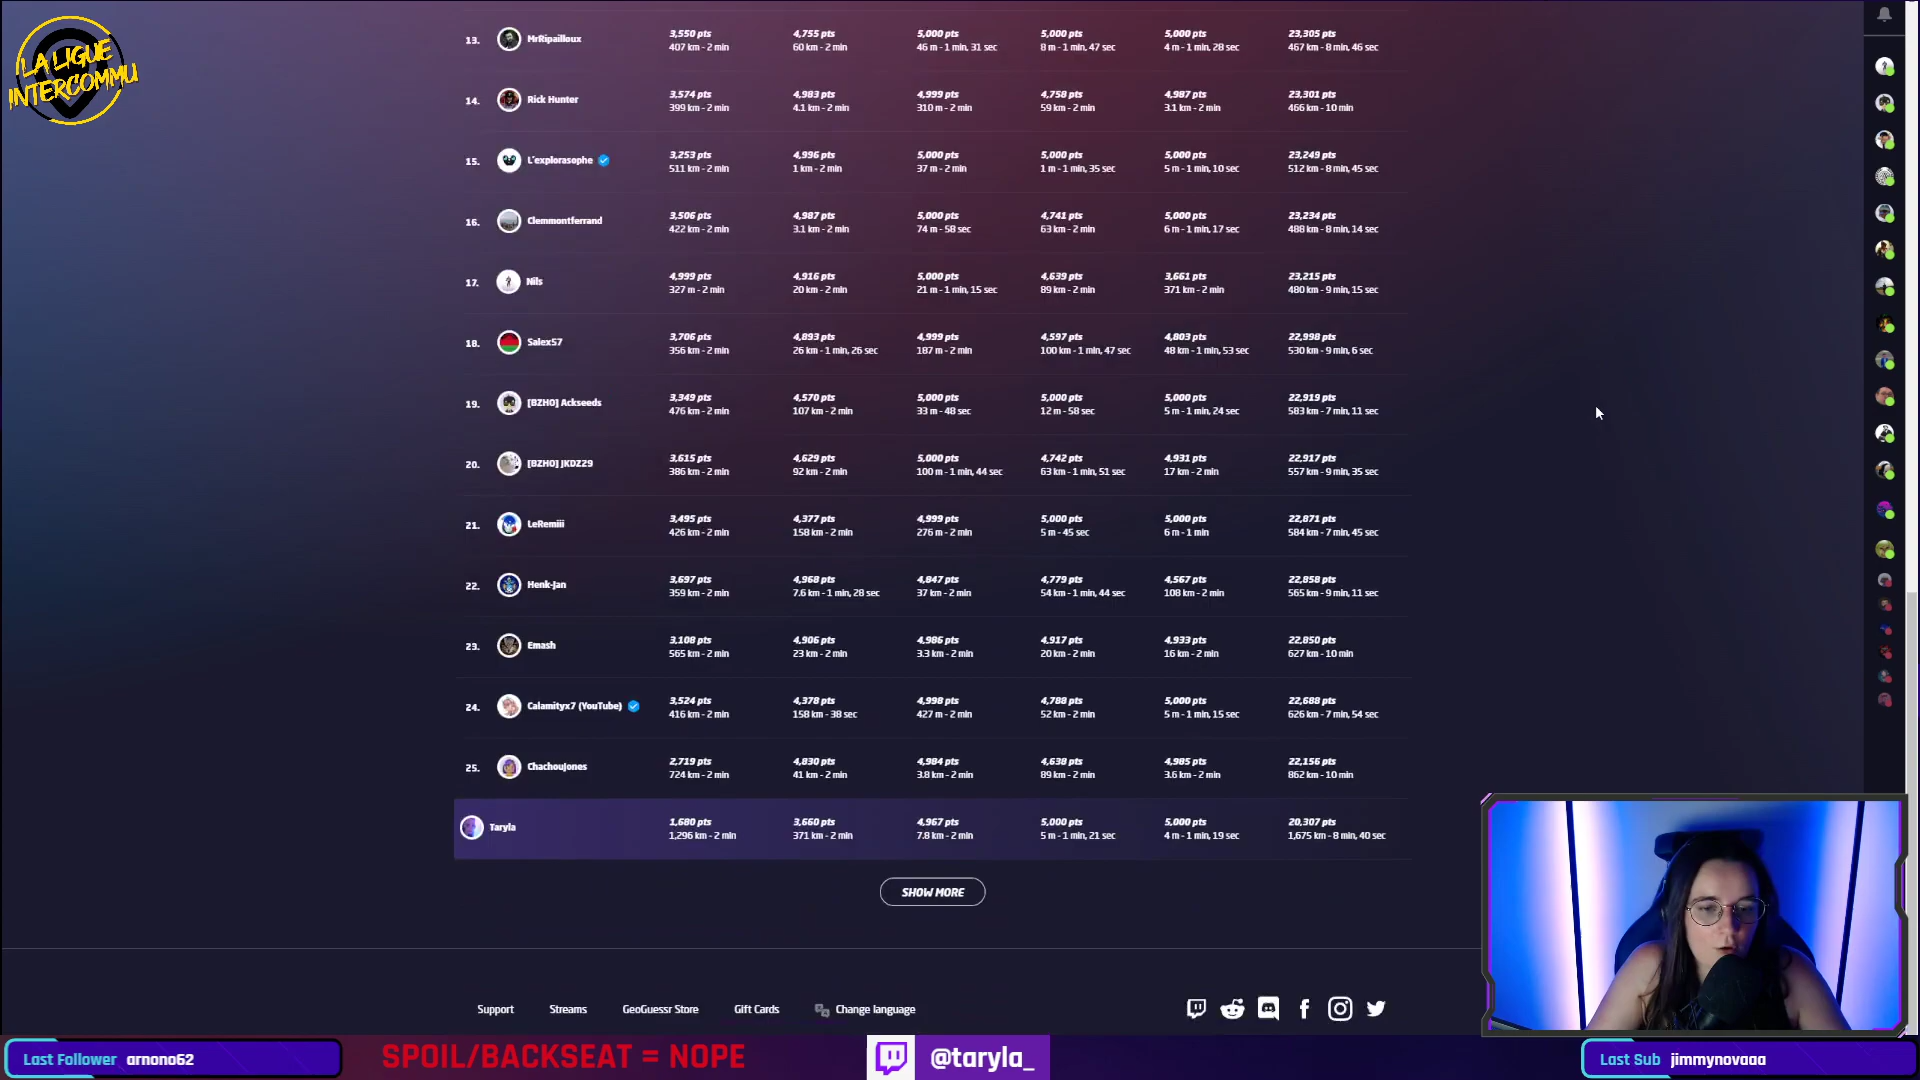 LA LIGUE
INTERCOMMU
13. MrRipailloux 3,550 pts 4,755 pts 5,000 pts 5,000 pts 5,000 pts 23,305 pts
407 km - 2 min 60 km - 2 min 46 m - 1 min, 31 sec 8 m - 1 min, 47 sec 4 m - 1 min, 28 sec 467 km - 8 min, 46 sec
14. Rick Hunter 3,574 pts 4,983 pts 4,999 pts 4,758 pts 4,987 pts 23,301 pts
399 km - 2 min 4.1 km - 2 min 310 m - 2 min 59 km - 2 min 3.1 km - 2 min 466 km - 10 min
15. L'explorasophe 3,253 pts 4,996 pts 5,000 pts 5,000 pts 5,000 pts 23,249 pts
511 km - 2 min 1 km - 2 min 37 m - 2 min 1 m - 1 min, 35 sec 5 m - 1 min, 10 sec 512 km - 8 min, 45 sec
16. Clemmontferrand 3,506 pts 4,987 pts 5,000 pts 4,741 pts 5,000 pts 23,234 pts
422 km - 2 min 3.1 km - 2 min 74 m - 58 sec 63 km - 2 min 6 m - 1 min, 17 sec 488 km - 8 min, 14 sec
17. Nils 4,999 pts 4,916 pts 5,000 pts 4,639 pts 3,661 pts 23,215 pts
327 m - 2 min 20 km - 2 min 21 m - 1 min, 15 sec 89 km - 2 min 371 km - 2 min 480 km - 9 min, 15 sec
18. Salex57 3,706 pts 4,893 pts 4,999 pts 4,597 pts 4,803 pts 22,998 pts
356 km - 2 min 26 km - 1 min, 26 sec 187 m - 2 min 100 km - 1 min, 47 sec 48 km - 1 min, 53 sec 530 km - 9 min, 6 sec
19. [BZHO] Ackseeds 3,349 pts 4,570 pts 5,000 pts 5,000 pts 5,000 pts 22,919 pts
476 km - 2 min 107 km - 2 min 33 m - 48 sec 12 m - 58 sec 5 m - 1 min, 24 sec 583 km - 7 min, 11 sec
20. [BZHO] JKDZ29 3,615 pts 4,629 pts 5,000 pts 4,742 pts 4,931 pts 22,917 pts
386 km - 2 min 92 km - 2 min 100 m - 1 min, 44 sec 63 km - 1 min, 51 sec 17 km - 2 min 557 km - 9 min, 35 sec
21. LeRemiii 3,495 pts 4,377 pts 4,999 pts 5,000 pts 5,000 pts 22,871 pts
426 km - 2 min 158 km - 2 min 276 m - 2 min 5 m - 45 sec 6 m - 1 min 584 km - 7 min, 45 sec
22. Henk-Jan 3,697 pts 4,968 pts 4,847 pts 4,779 pts 4,567 pts 22,858 pts
359 km - 2 min 7.6 km - 1 min, 28 sec 37 km - 2 min 54 km - 1 min, 44 sec 108 km - 2 min 565 km - 9 min, 11 sec
23. Emash 3,108 pts 4,906 pts 4,986 pts 4,917 pts 4,933 pts 22,850 pts
565 km - 2 min 23 km - 2 min 3.3 km - 2 min 20 km - 2 min 16 km - 2 min 627 km - 10 min
24. Calamityx7 (YouTube) 3,524 pts 4,378 pts 4,998 pts 4,788 pts 5,000 pts 22,688 pts
416 km - 2 min 158 km - 38 sec 427 m - 2 min 52 km - 2 min 5 m - 1 min, 15 sec 626 km - 7 min, 54 sec
25. ChachouJones 2,719 pts 4,830 pts 4,984 pts 4,638 pts 4,985 pts 22,156 pts
724 km - 2 min 41 km - 2 min 3.8 km - 2 min 89 km - 2 min 3.6 km - 2 min 862 km - 10 min
Taryla 1,680 pts 3,660 pts 4,967 pts 5,000 pts 5,000 pts 20,307 pts
1,296 km - 2 min 371 km - 2 min 7.8 km - 2 min 5 m - 1 min, 21 sec 4 m - 1 min, 19 sec 1,675 km - 8 min, 40 sec
SHOW MORE
Support Streams GeoGuessr Store Gift Cards Change language
Last Follower arnono62 SPOIL/BACKSEAT = NOPE @taryla_ Last Sub jimmynovaaa